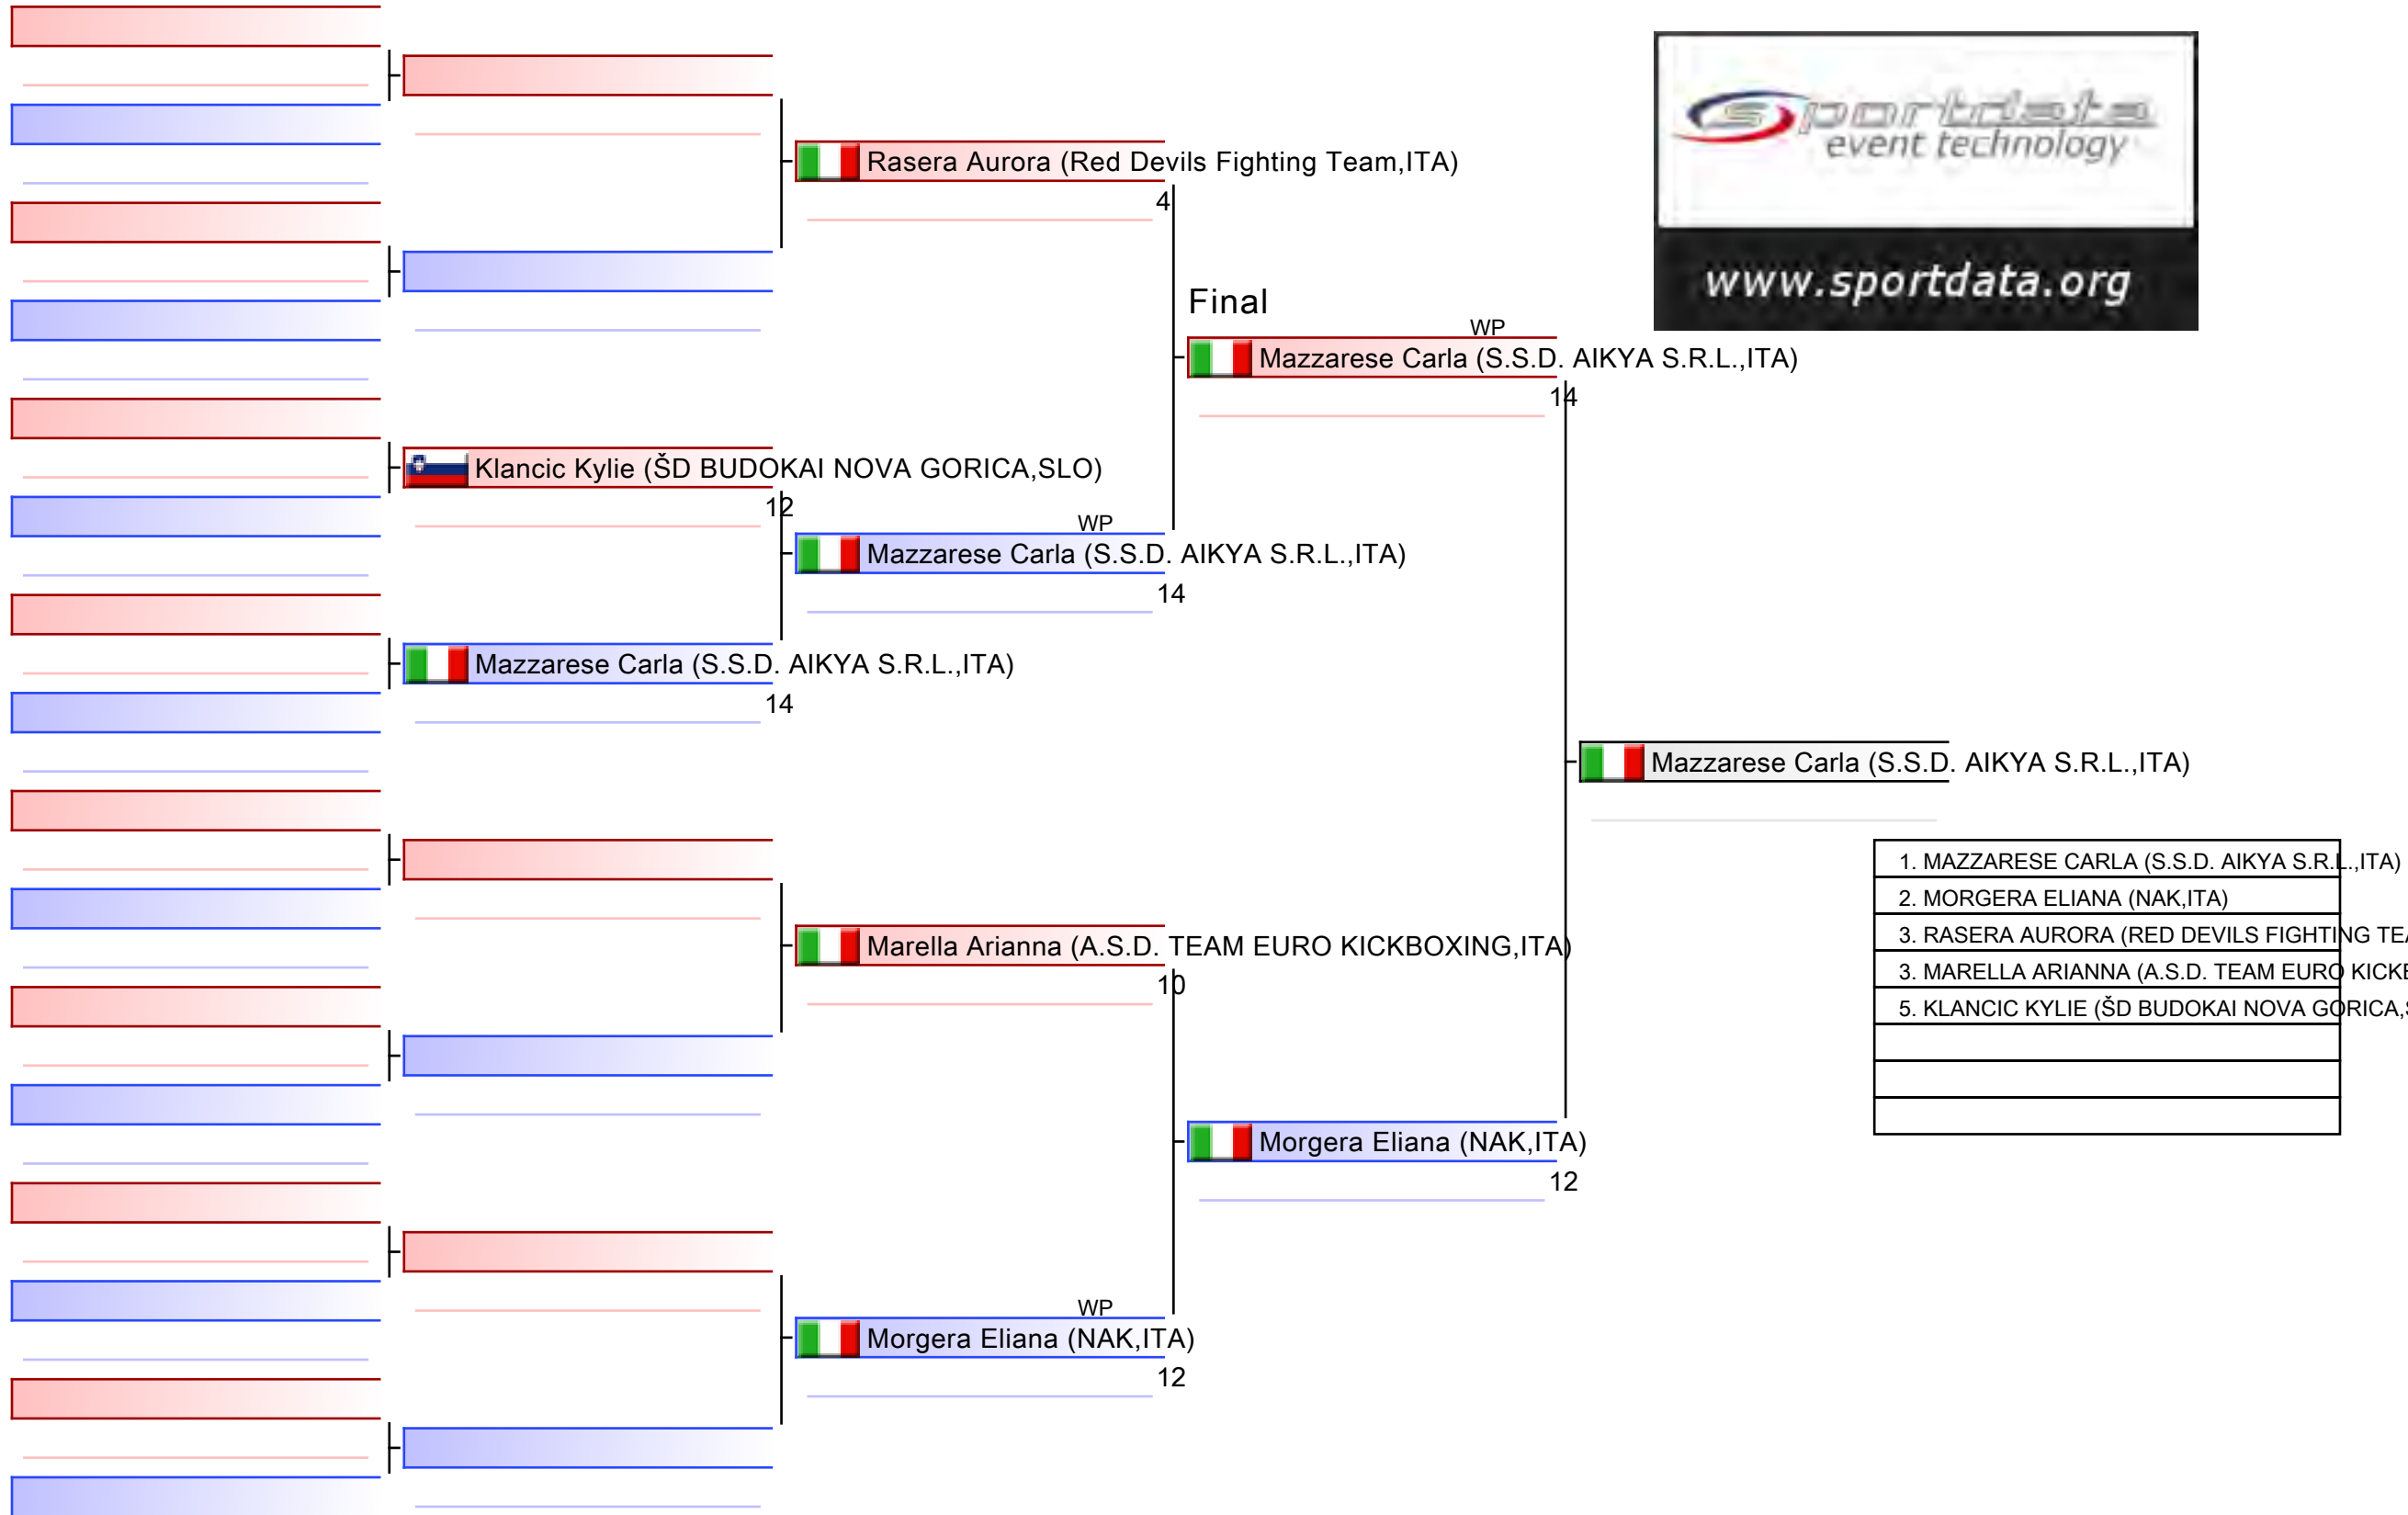 sportdata
event technology
www.sportdata.org
Rasera Aurora (Red Devils Fighting Team,ITA)
4
Final
WP
Mazzarese Carla (S.S.D. AIKYA S.R.L.,ITA)
14
Klancic Kylie (ŠD BUDOKAI NOVA GORICA,SLO)
12
WP
Mazzarese Carla (S.S.D. AIKYA S.R.L.,ITA)
14
Mazzarese Carla (S.S.D. AIKYA S.R.L.,ITA)
14
Mazzarese Carla (S.S.D. AIKYA S.R.L.,ITA)
1. MAZZARESE CARLA (S.S.D. AIKYA S.R.L.,ITA)
2. MORGERA ELIANA (NAK,ITA)
3. RASERA AURORA (RED DEVILS FIGHTING TEA
3. MARELLA ARIANNA (A.S.D. TEAM EURO KICKB
5. KLANCIC KYLIE (ŠD BUDOKAI NOVA GORICA,S
Marella Arianna (A.S.D. TEAM EURO KICKBOXING,ITA)
10
Morgera Eliana (NAK,ITA)
12
WP
Morgera Eliana (NAK,ITA)
12